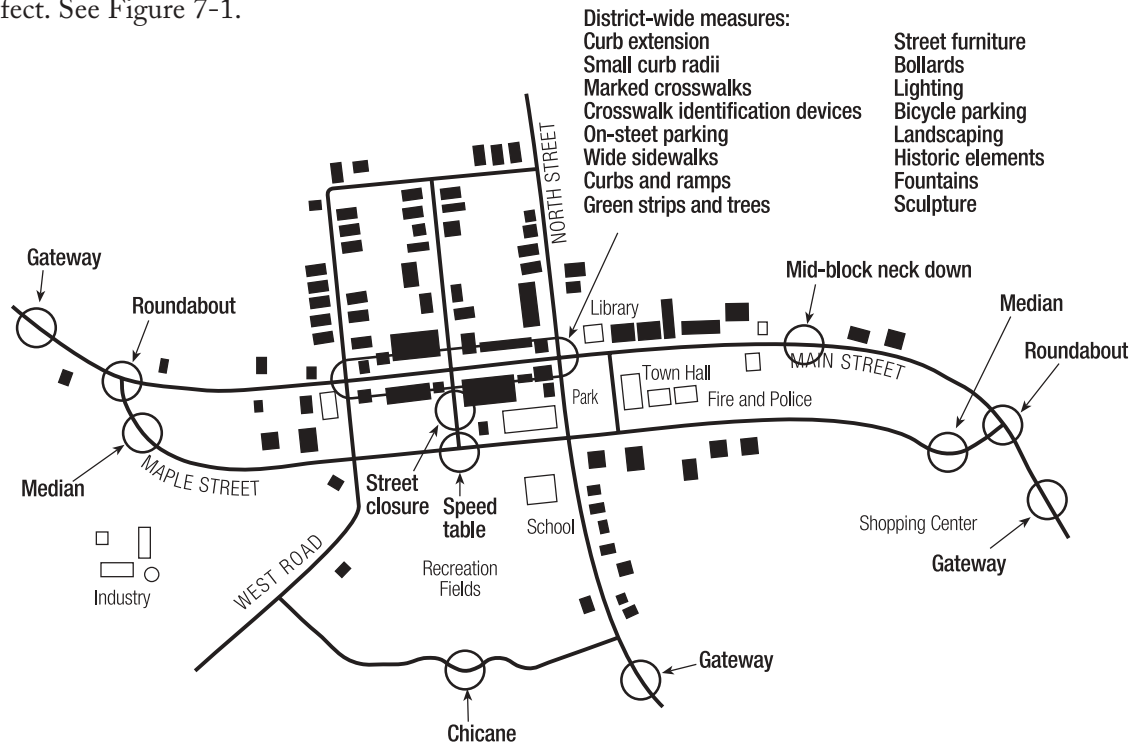 fect. See Figure 7-1.
District-wide measures:
Curb extension
Small curb radii
Marked crosswalks
Crosswalk identification devices
On-steet parking
Wide sidewalks
Curbs and ramps
Green strips and trees
Street furniture
Bollards
Lighting
Bicycle parking
Landscaping
Historic elements
Fountains
Sculpture
NORTH STREET
Gateway
Roundabout
Library
Mid-block neck down
Median
Roundabout
MAIN STREET
Town Hall
Park
Fire and Police
Median
MAPLE STREET
Street
closure
Speed
table
School
Shopping Center
Gateway
WEST ROAD
Industry
Recreation
Fields
Gateway
Chicane